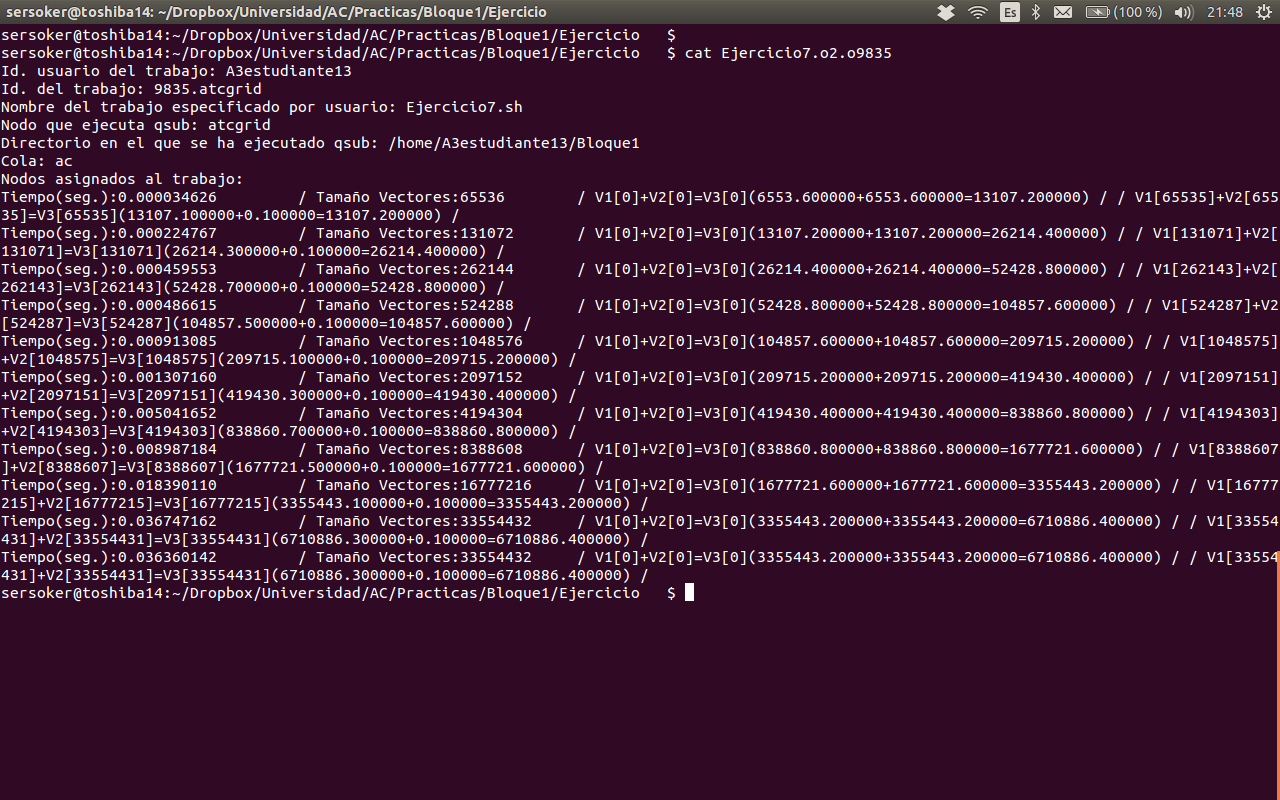 sersoker@toshiba14: ~/Dropbox/Universidad/AC/Practicas/Bloque1/Ejercicio Es (100 %) 21:48
sersoker@toshiba14:~/Dropbox/Universidad/AC/Practicas/Bloque1/Ejercicio   $
sersoker@toshiba14:~/Dropbox/Universidad/AC/Practicas/Bloque1/Ejercicio   $ cat Ejercicio7.o2.o9835
Id. usuario del trabajo: A3estudiante13
Id. del trabajo: 9835.atcgrid
Nombre del trabajo especificado por usuario: Ejercicio7.sh
Nodo que ejecuta qsub: atcgrid
Directorio en el que se ha ejecutado qsub: /home/A3estudiante13/Bloque1
Cola: ac
Nodos asignados al trabajo:
Tiempo(seg.):0.000034626         / Tamaño Vectores:65536        / V1[0]+V2[0]=V3[0](6553.600000+6553.600000=13107.200000) / / V1[65535]+V2[655
35]=V3[65535](13107.100000+0.100000=13107.200000) /
Tiempo(seg.):0.000224767         / Tamaño Vectores:131072       / V1[0]+V2[0]=V3[0](13107.200000+13107.200000=26214.400000) / / V1[131071]+V2[
131071]=V3[131071](26214.300000+0.100000=26214.400000) /
Tiempo(seg.):0.000459553         / Tamaño Vectores:262144       / V1[0]+V2[0]=V3[0](26214.400000+26214.400000=52428.800000) / / V1[262143]+V2[
262143]=V3[262143](52428.700000+0.100000=52428.800000) /
Tiempo(seg.):0.000486615         / Tamaño Vectores:524288       / V1[0]+V2[0]=V3[0](52428.800000+52428.800000=104857.600000) / / V1[524287]+V2
[524287]=V3[524287](104857.500000+0.100000=104857.600000) /
Tiempo(seg.):0.000913085         / Tamaño Vectores:1048576      / V1[0]+V2[0]=V3[0](104857.600000+104857.600000=209715.200000) / / V1[1048575]
+V2[1048575]=V3[1048575](209715.100000+0.100000=209715.200000) /
Tiempo(seg.):0.001307160         / Tamaño Vectores:2097152      / V1[0]+V2[0]=V3[0](209715.200000+209715.200000=419430.400000) / / V1[2097151]
+V2[2097151]=V3[2097151](419430.300000+0.100000=419430.400000) /
Tiempo(seg.):0.005041652         / Tamaño Vectores:4194304      / V1[0]+V2[0]=V3[0](419430.400000+419430.400000=838860.800000) / / V1[4194303]
+V2[4194303]=V3[4194303](838860.700000+0.100000=838860.800000) /
Tiempo(seg.):0.008987184         / Tamaño Vectores:8388608      / V1[0]+V2[0]=V3[0](838860.800000+838860.800000=1677721.600000) / / V1[8388607
]+V2[8388607]=V3[8388607](1677721.500000+0.100000=1677721.600000) /
Tiempo(seg.):0.018390110         / Tamaño Vectores:16777216     / V1[0]+V2[0]=V3[0](1677721.600000+1677721.600000=3355443.200000) / / V1[16777
215]+V2[16777215]=V3[16777215](3355443.100000+0.100000=3355443.200000) /
Tiempo(seg.):0.036747162         / Tamaño Vectores:33554432     / V1[0]+V2[0]=V3[0](3355443.200000+3355443.200000=6710886.400000) / / V1[33554
431]+V2[33554431]=V3[33554431](6710886.300000+0.100000=6710886.400000) /
Tiempo(seg.):0.036360142         / Tamaño Vectores:33554432     / V1[0]+V2[0]=V3[0](3355443.200000+3355443.200000=6710886.400000) / / V1[33554
431]+V2[33554431]=V3[33554431](6710886.300000+0.100000=6710886.400000) /
sersoker@toshiba14:~/Dropbox/Universidad/AC/Practicas/Bloque1/Ejercicio   $